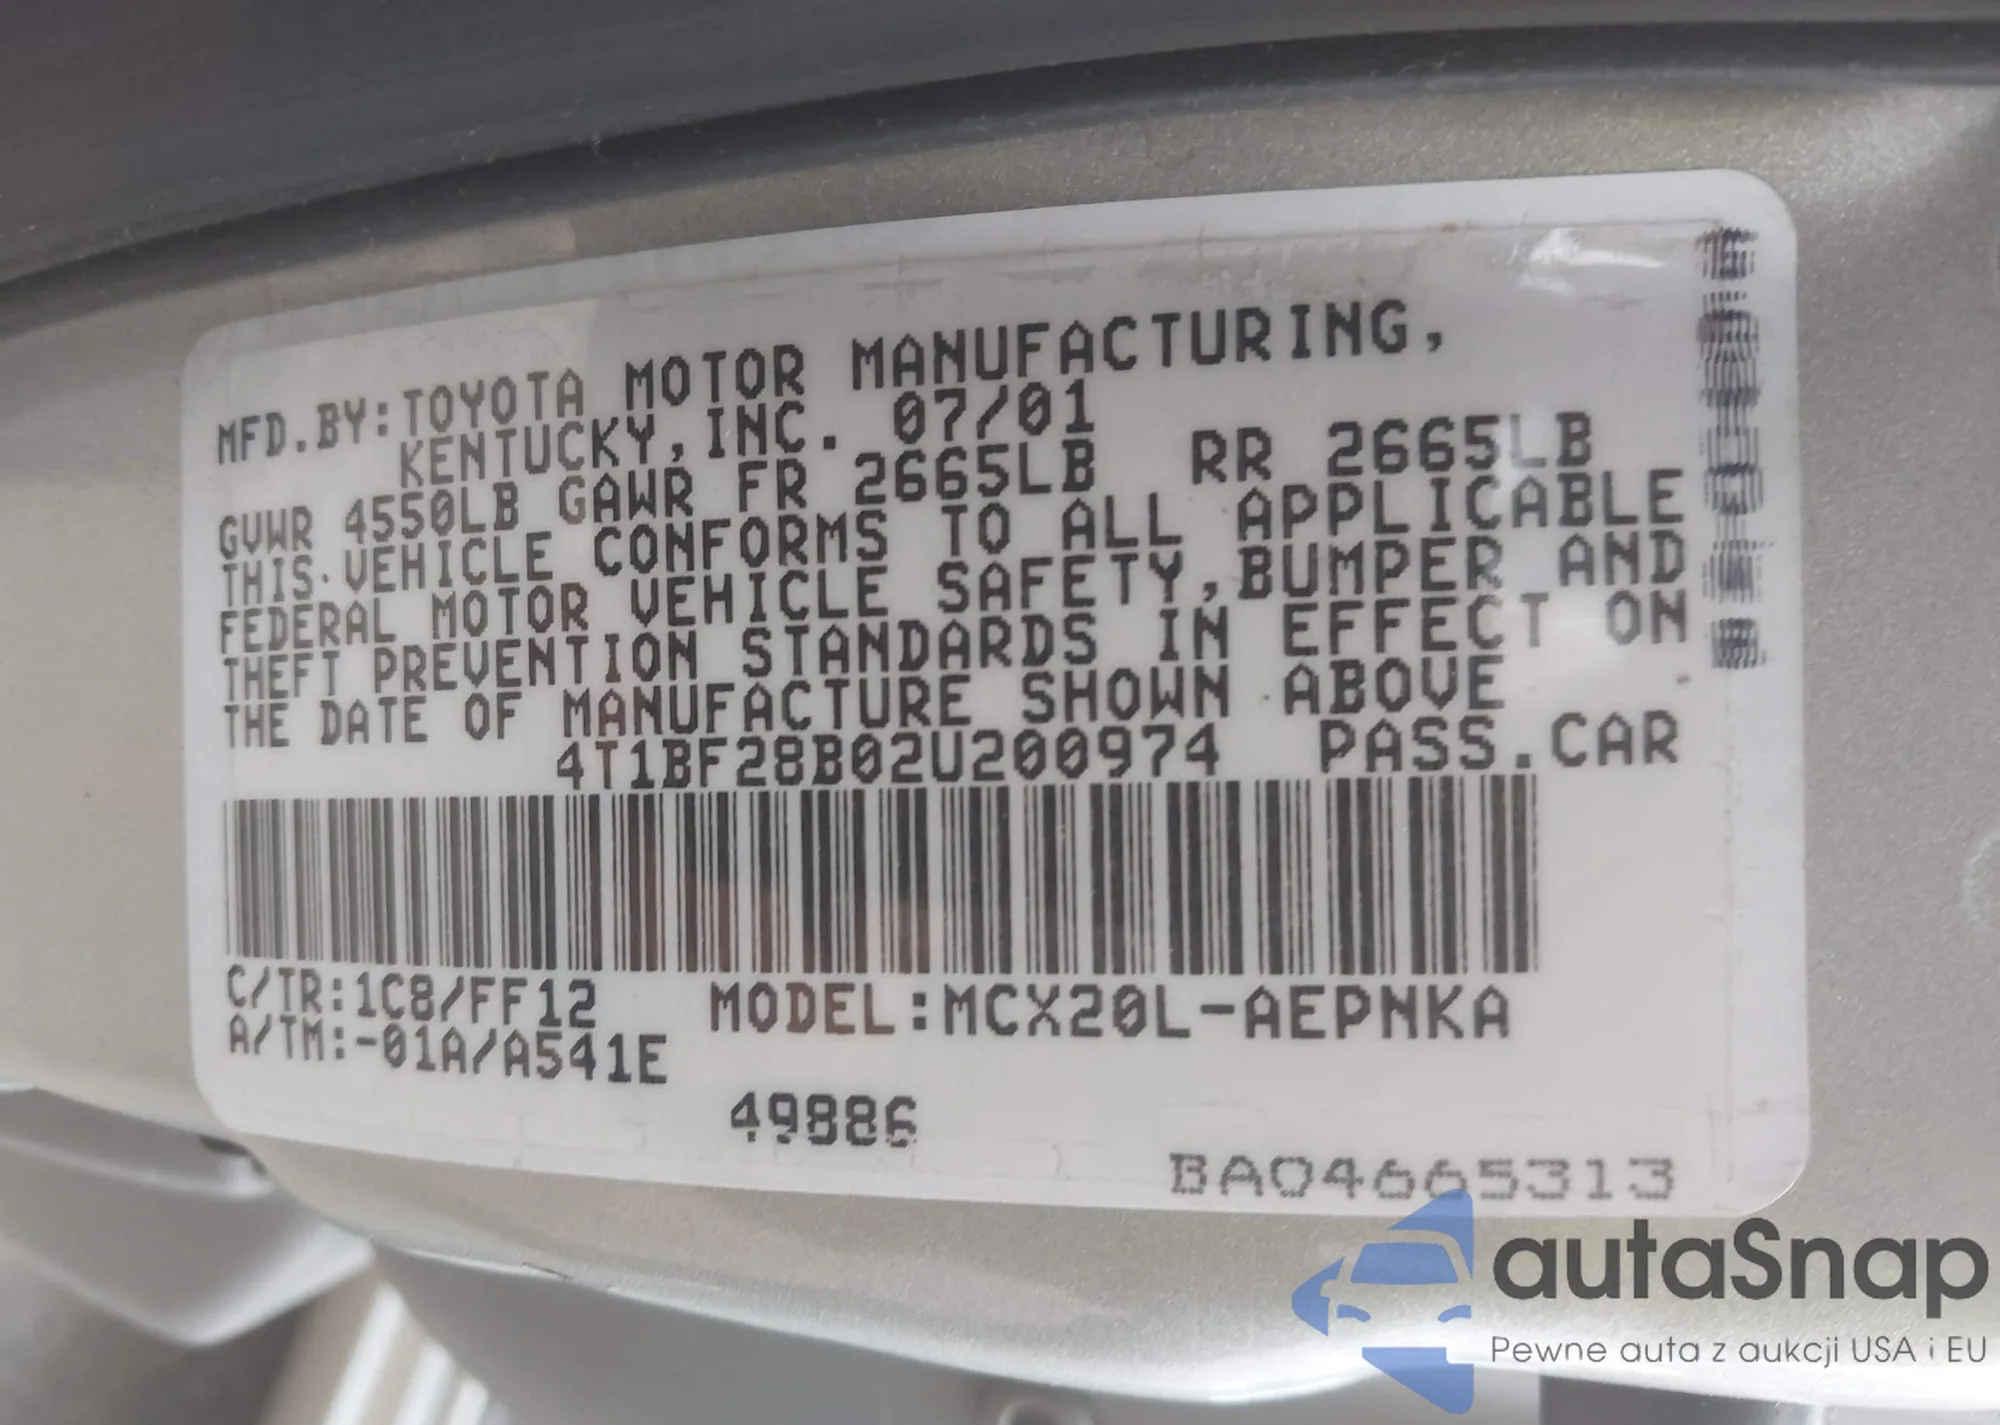 MFD.BY:TOYOTA MOTOR MANUFACTURING,
KENTUCKY,INC. 07/01
GVWR 4550LB GAWR FR 2665LB RR 2665LB
THIS VEHICLE CONFORMS TO ALL APPLICABLE
FEDERAL MOTOR VEHICLE SAFETY,BUMPER AND
THEFT PREVENTION STANDARDS IN EFFECT ON
THE DATE OF MANUFACTURE SHOWN ABOVE
4T1BF28B02U200974 PASS.CAR
C/TR:1C8/FF12 MODEL:MCX20L-AEPNKA
A/TM:-01A/A541E
49886
BA04665313
autaSnap
Pewne auta z aukcji USA i EU